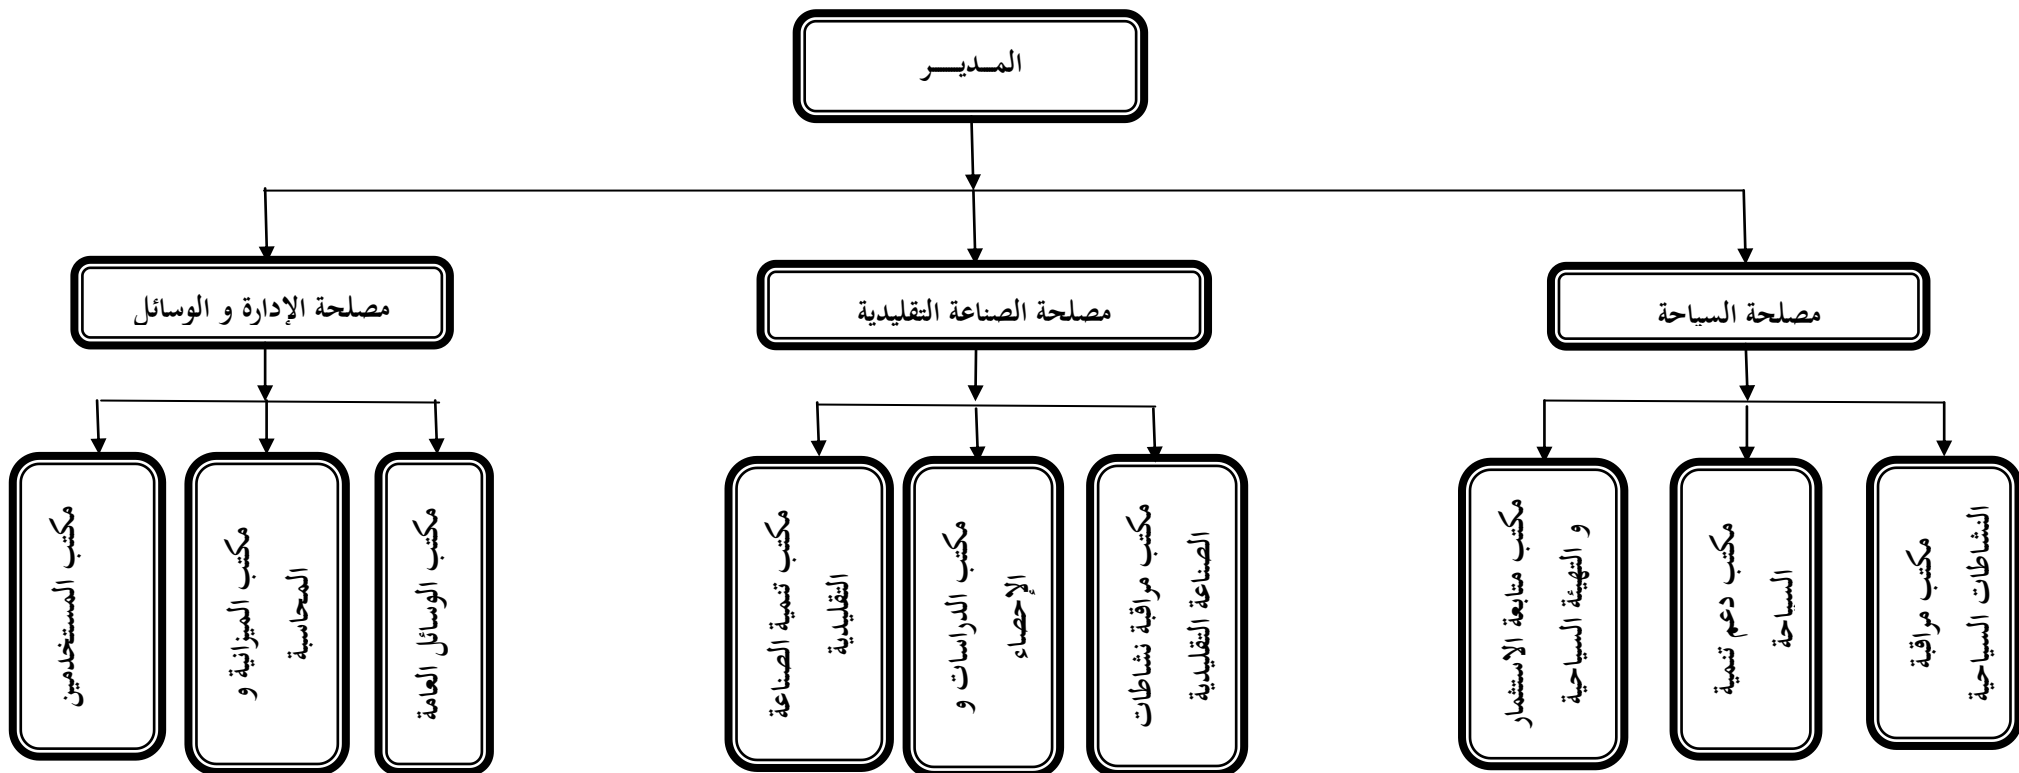 المـديـــر
مصلحة السياحة
مصلحة الصناعة التقليدية
مصلحة الإدارة و الوسائل
مكتب مراقبة
النشاطات السياحية
مكتب دعم تنمية
السياحة
مكتب متابعة الاستثمار
و التهيئة السياحية
مكتب مراقبة نشاطات
الصناعة التقليدية
مكتب الدراسات و
الإحصاء
مكتب تنمية الصناعة
التقليدية
مكتب الوسائل العامة
مكتب الميزانية و
المحاسبة
مكتب المستخدمين